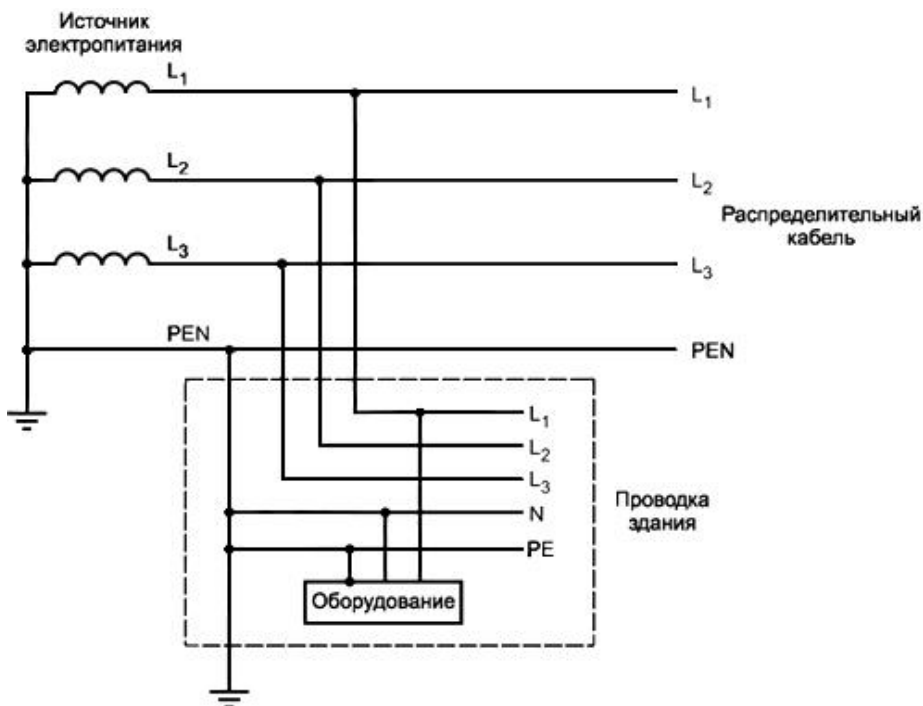 Источник
электропитания
L₁
L₁
L₂
L₂
Распределительный
кабель
L₃
L₃
PEN
PEN
L₁
L₂
L₃
Проводка
здания
N
PE
Оборудование